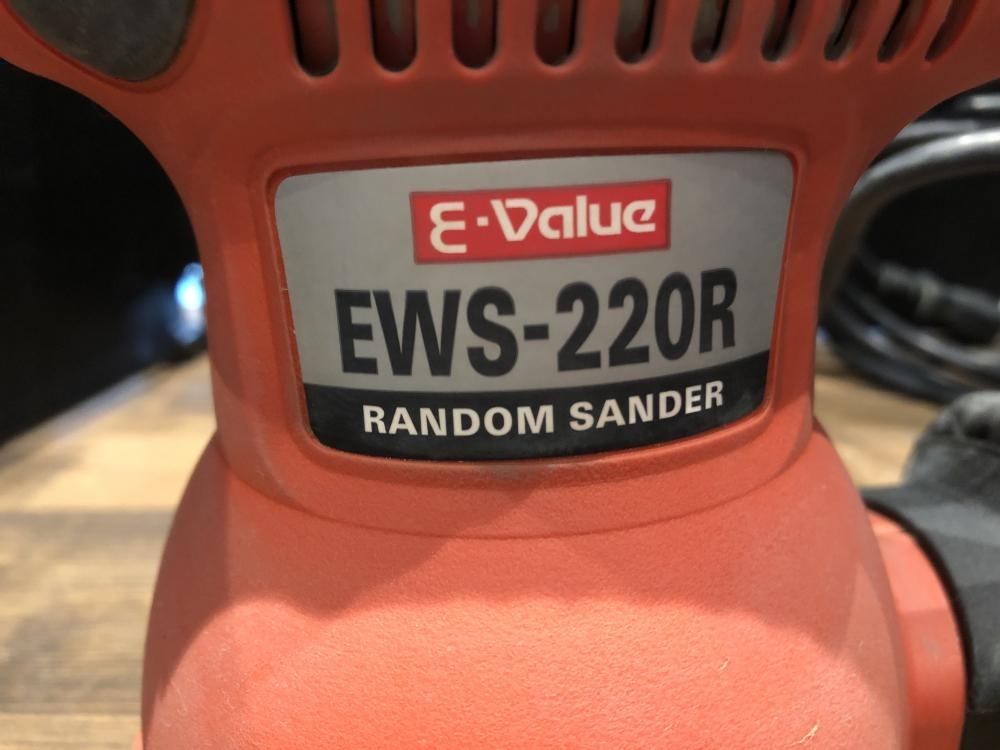 E-Value
EWS-220R
RANDOM SANDER